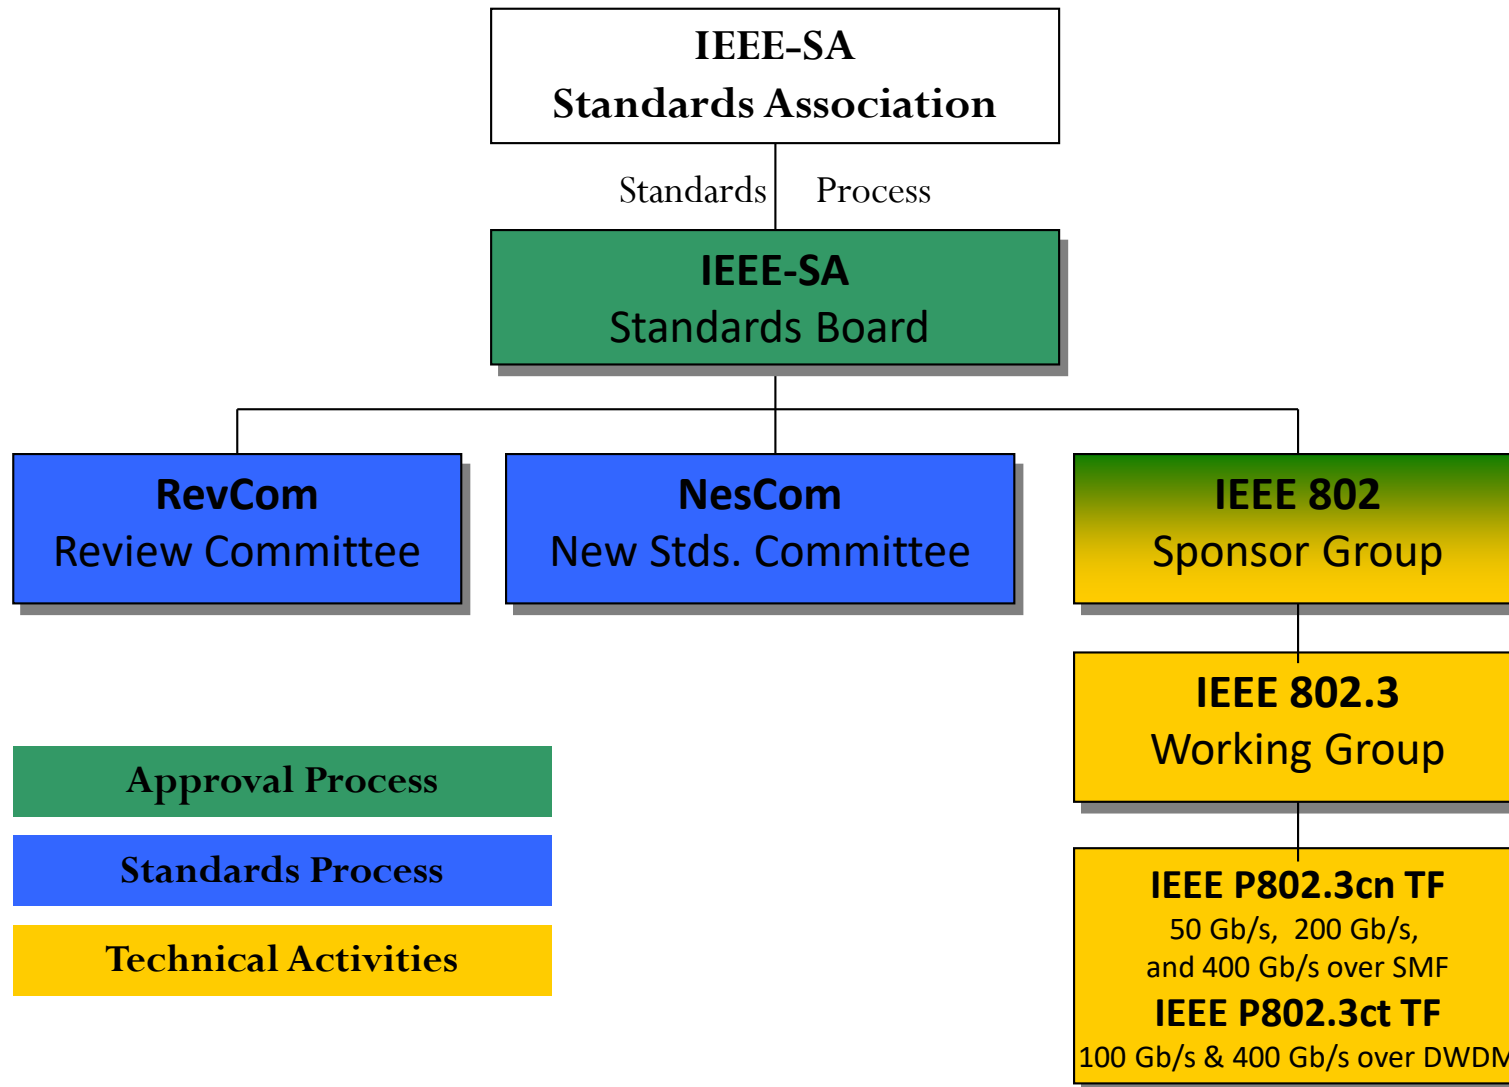 IEEE-SA
Standards Association
Standards Process
IEEE-SA
Standards Board
RevCom
Review Committee
NesCom
New Stds. Committee
IEEE 802
Sponsor Group
IEEE 802.3
Working Group
Approval Process
Standards Process
Technical Activities
IEEE P802.3cn TF
50 Gb/s, 200 Gb/s,
and 400 Gb/s over SMF
IEEE P802.3ct TF
100 Gb/s & 400 Gb/s over DWDM